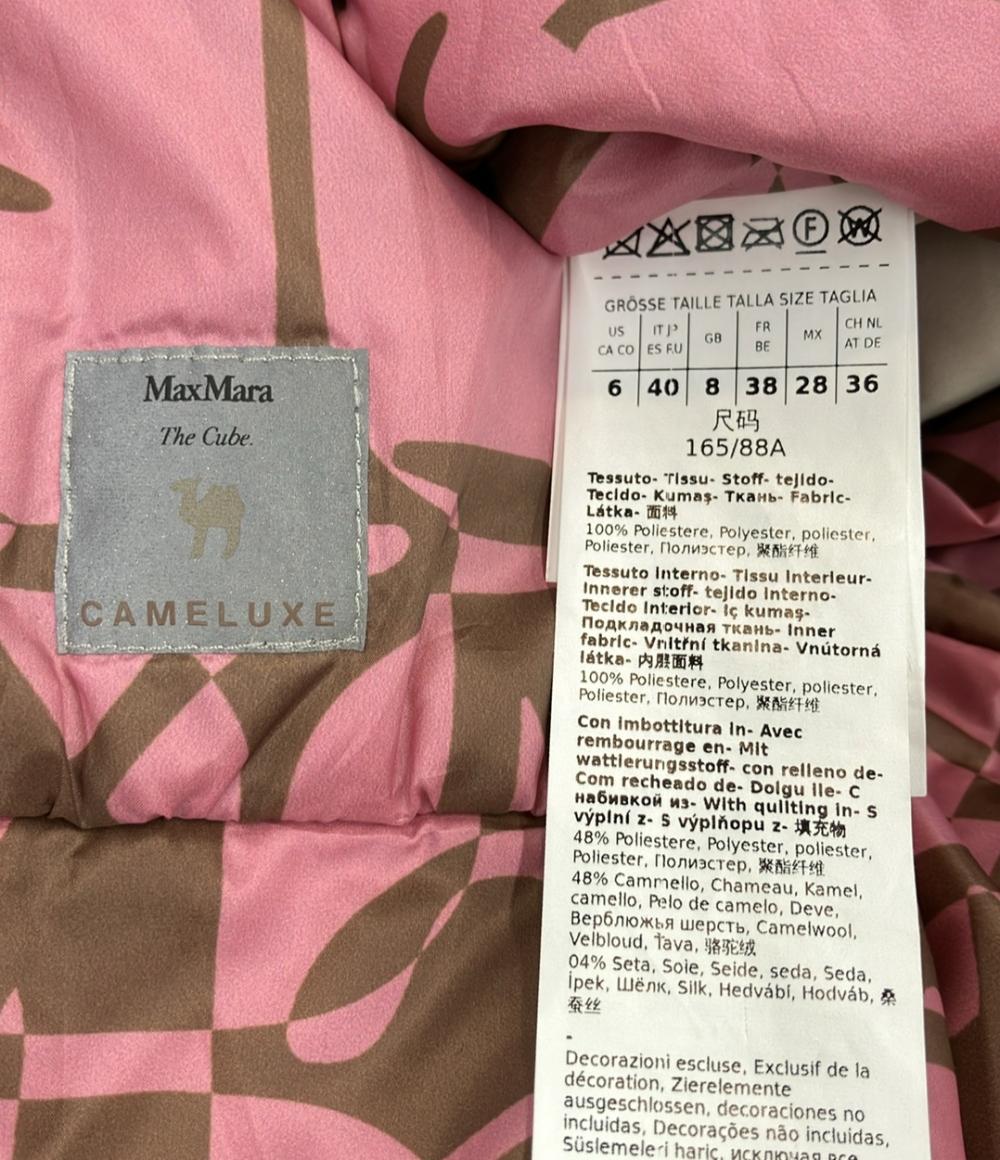 MaxMara
The Cube.
CAMELUXE
F W
GRÖSSE TAILLE TALLA SIZE TAGLIA
US CA CO IT JP ES RU GB FR BE MX CH NL AT DE
6 40 8 38 28 36
尺码
165/88A
Tessuto- Tissu- Stoff- tejido-
Tecido- Kumaş- Ткань- Fabric-
Látka- 面料
100% Poliestere, Polyester, poliester,
Poliester, Полиэстер, 聚酯纤维
Tessuto Interno- Tissu Interieur-
Innerer stoff- tejido Interno-
Tecido Interior- iç kumaş-
Подкладочная ткань- Inner
fabric- Vnitřní tkanina- Vnútorná
látka- 内层面料
100% Poliestere, Polyester, poliester,
Poliester, Полиэстер, 聚酯纤维
Con imbottitura in- Avec
rembourrage en- Mit
wattierungsstoff- con relleno de-
Com recheado de- Dolgu ile- C
набивкой из- With quilting in- S
výplní z- S výplňopu z- 填充物
48% Poliestere, Polyester, poliester,
Poliester, Полиэстер, 聚酯纤维
48% Cammello, Chameau, Kamel,
camello, Pelo de camelo, Deve,
Верблюжья шерсть, Camelwool,
Velbloud, Ťava, 骆驼绒
04% Seta, Soie, Seide, seda, Seda,
İpek, Шёлк, Silk, Hedvábí, Hodváb, 桑
蚕丝
-
Decorazioni escluse, Exclusif de la
décoration, Zierelemente
ausgeschlossen, decoraciones no
incluidas, Decorações não incluidas,
Süslemeleri hariç, исключая все